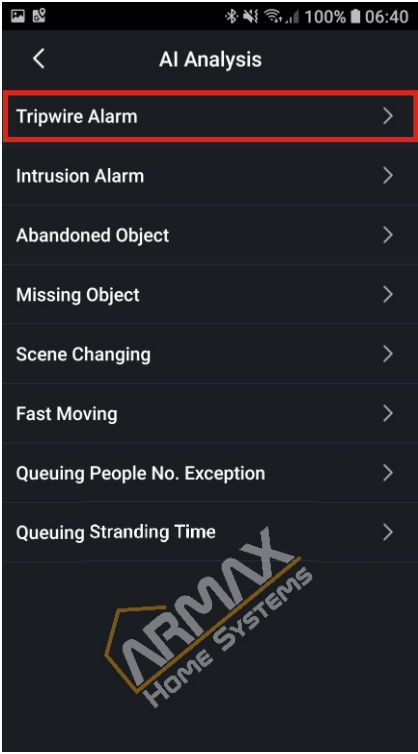 100% 06:40
AI Analysis
Tripwire Alarm
Intrusion Alarm
Abandoned Object
Missing Object
Scene Changing
Fast Moving
Queuing People No. Exception
Queuing Stranding Time
ARMAX
HOME SYSTEMS